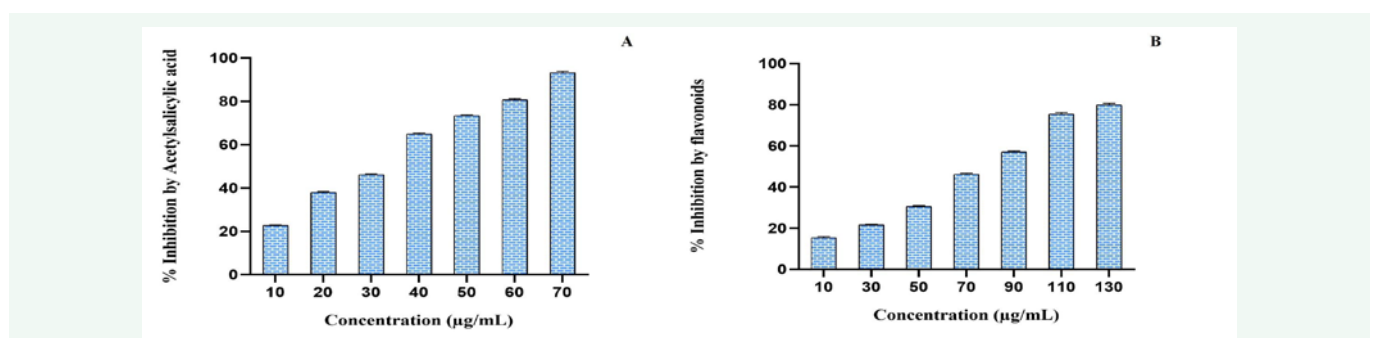 A
% Inhibition by Acetylsalicylic acid
100
80
60
40
20
0
10 20 30 40 50 60 70
Concentration (µg/mL)
B
% Inhibition by flavonoids
100
80
60
40
20
0
10 30 50 70 90 110 130
Concentration (µg/mL)